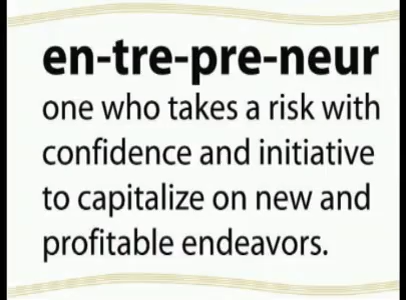 en-tre-pre-neur
one who takes a risk with
confidence and initiative
to capitalize on new and
profitable endeavors.